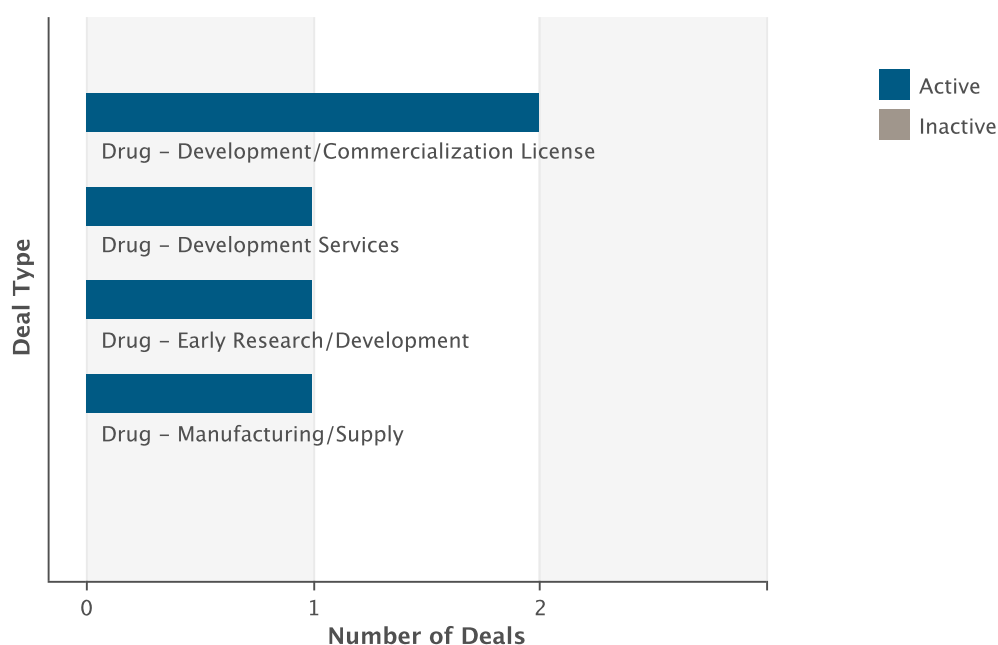 Active
Inactive
Drug – Development/Commercialization License
Drug – Development Services
Drug – Early Research/Development
Drug – Manufacturing/Supply
Deal Type
0 1 2
Number of Deals